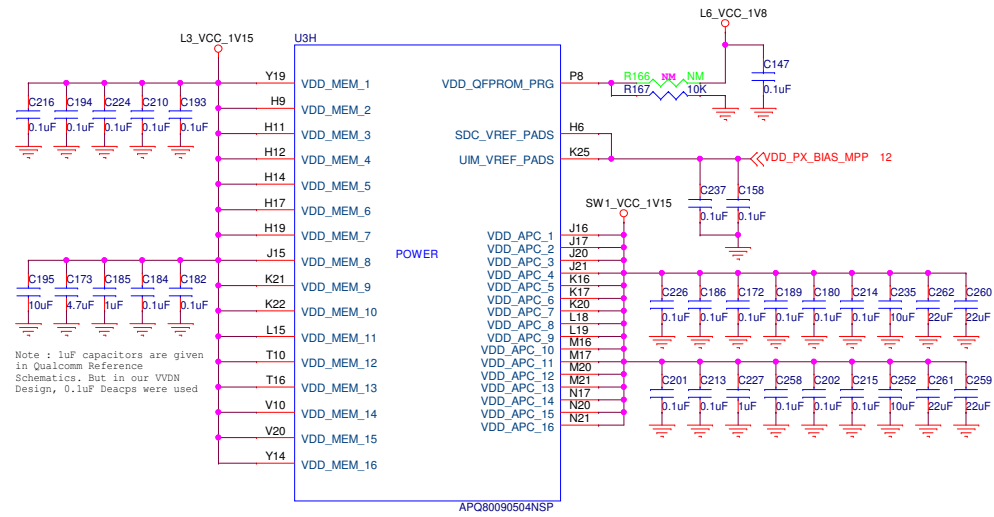 L6_VCC_1V8
L3_VCC_1V15
U3H
Y19 VDD_MEM_1
H9 VDD_MEM_2
H11 VDD_MEM_3
H12 VDD_MEM_4
H14 VDD_MEM_5
H17 VDD_MEM_6
H19 VDD_MEM_7
J15 VDD_MEM_8
K21 VDD_MEM_9
K22 VDD_MEM_10
L15 VDD_MEM_11
T10 VDD_MEM_12
T16 VDD_MEM_13
V10 VDD_MEM_14
V20 VDD_MEM_15
Y14 VDD_MEM_16
C216 C194 C224 C210 C193
0.1uF 0.1uF 0.1uF 0.1uF 0.1uF
C195 C173 C185 C184 C182
10uF 4.7uF 1uF 0.1uF 0.1uF
Note : 1uF capacitors are given
in Qualcomm Reference
Schematics. But in our VVDN
Design, 0.1uF Deacps were used
POWER
VDD_QFPROM_PRG P8
R166 NM NM
R167 10K
C147
0.1uF
SDC_VREF_PADS H6
UIM_VREF_PADS K25
VDD_PX_BIAS_MPP 12
C237 C158
0.1uF 0.1uF
SW1_VCC_1V15
VDD_APC_1 J16
VDD_APC_2 J17
VDD_APC_3 J20
VDD_APC_4 J21
VDD_APC_5 K16
VDD_APC_6 K17
VDD_APC_7 K20
VDD_APC_8 L18
VDD_APC_9 L19
VDD_APC_10 M16
VDD_APC_11 M17
VDD_APC_12 M20
VDD_APC_13 M21
VDD_APC_14 N17
VDD_APC_15 N20
VDD_APC_16 N21
C226 C186 C172 C189 C180 C214 C235 C262 C260
0.1uF 0.1uF 0.1uF 0.1uF 0.1uF 0.1uF 10uF 22uF 22uF
C201 C213 C227 C258 C202 C215 C252 C261 C259
0.1uF 0.1uF 1uF 0.1uF 0.1uF 0.1uF 10uF 22uF 22uF
APQ80090504NSP